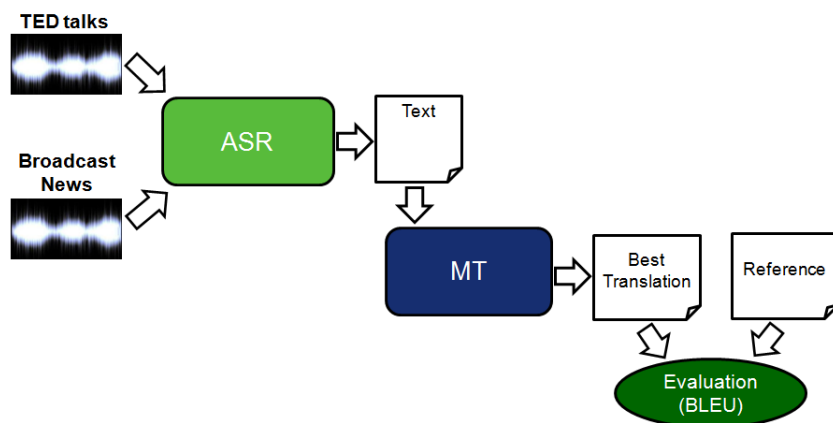 TED talks
Broadcast
News
ASR
Text
MT
Best
Translation
Reference
Evaluation
(BLEU)